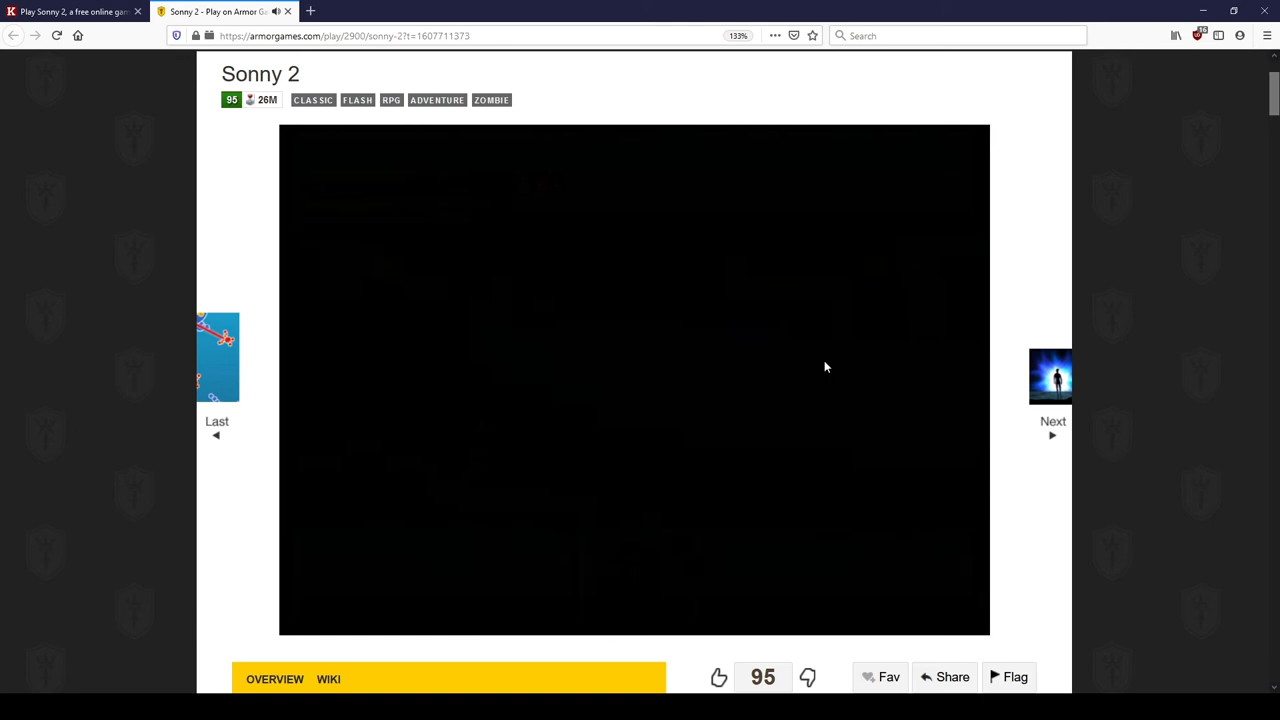 Play Sonny 2, a free online gam
Sonny 2 - Play on Armor Ga
https://armorgames.com/play/2900/sonny-2?t=1607711373
133%
Search
Sonny 2
95 26M CLASSIC FLASH RPG ADVENTURE ZOMBIE
Last
Next
OVERVIEW WIKI
95
Fav
Share
Flag